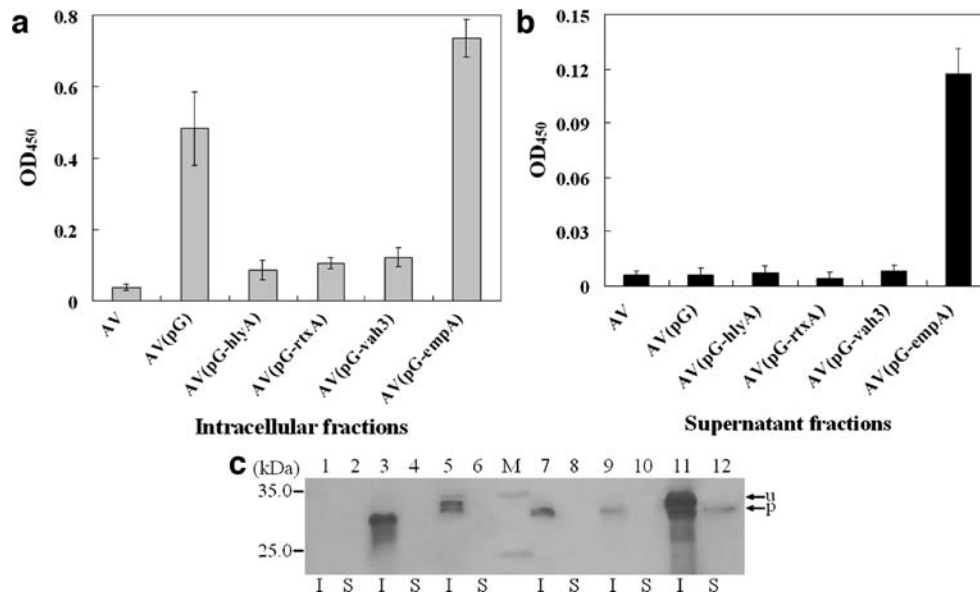 a
0.8
0.6
0.4
0.2
0
OD450
AV
AV(pG)
AV(pG-hlyA)
AV(pG-rtxA)
AV(pG-vah3)
AV(pG-empA)
Intracellular fractions
b
0.15
0.12
0.09
0.06
0.03
0.00
OD450
AV
AV(pG)
AV(pG-hlyA)
AV(pG-rtxA)
AV(pG-vah3)
AV(pG-empA)
Supernatant fractions
c (kDa) 1 2 3 4 5 6 M 7 8 9 10 11 12
35.0
u
p
25.0
I S I S I S I S I S I S